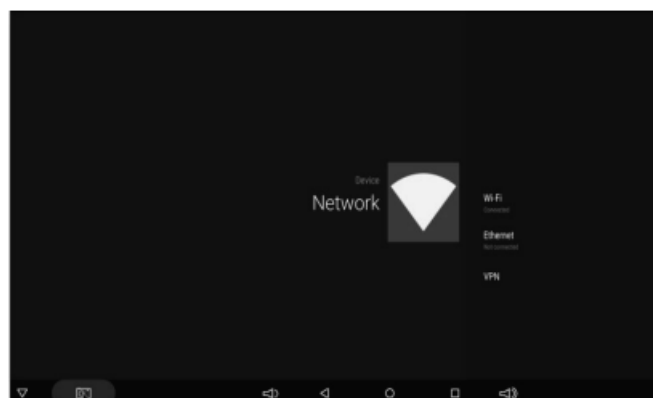 Device
Network
Wi-Fi
Connected
Ethernet
Not connected
VPN